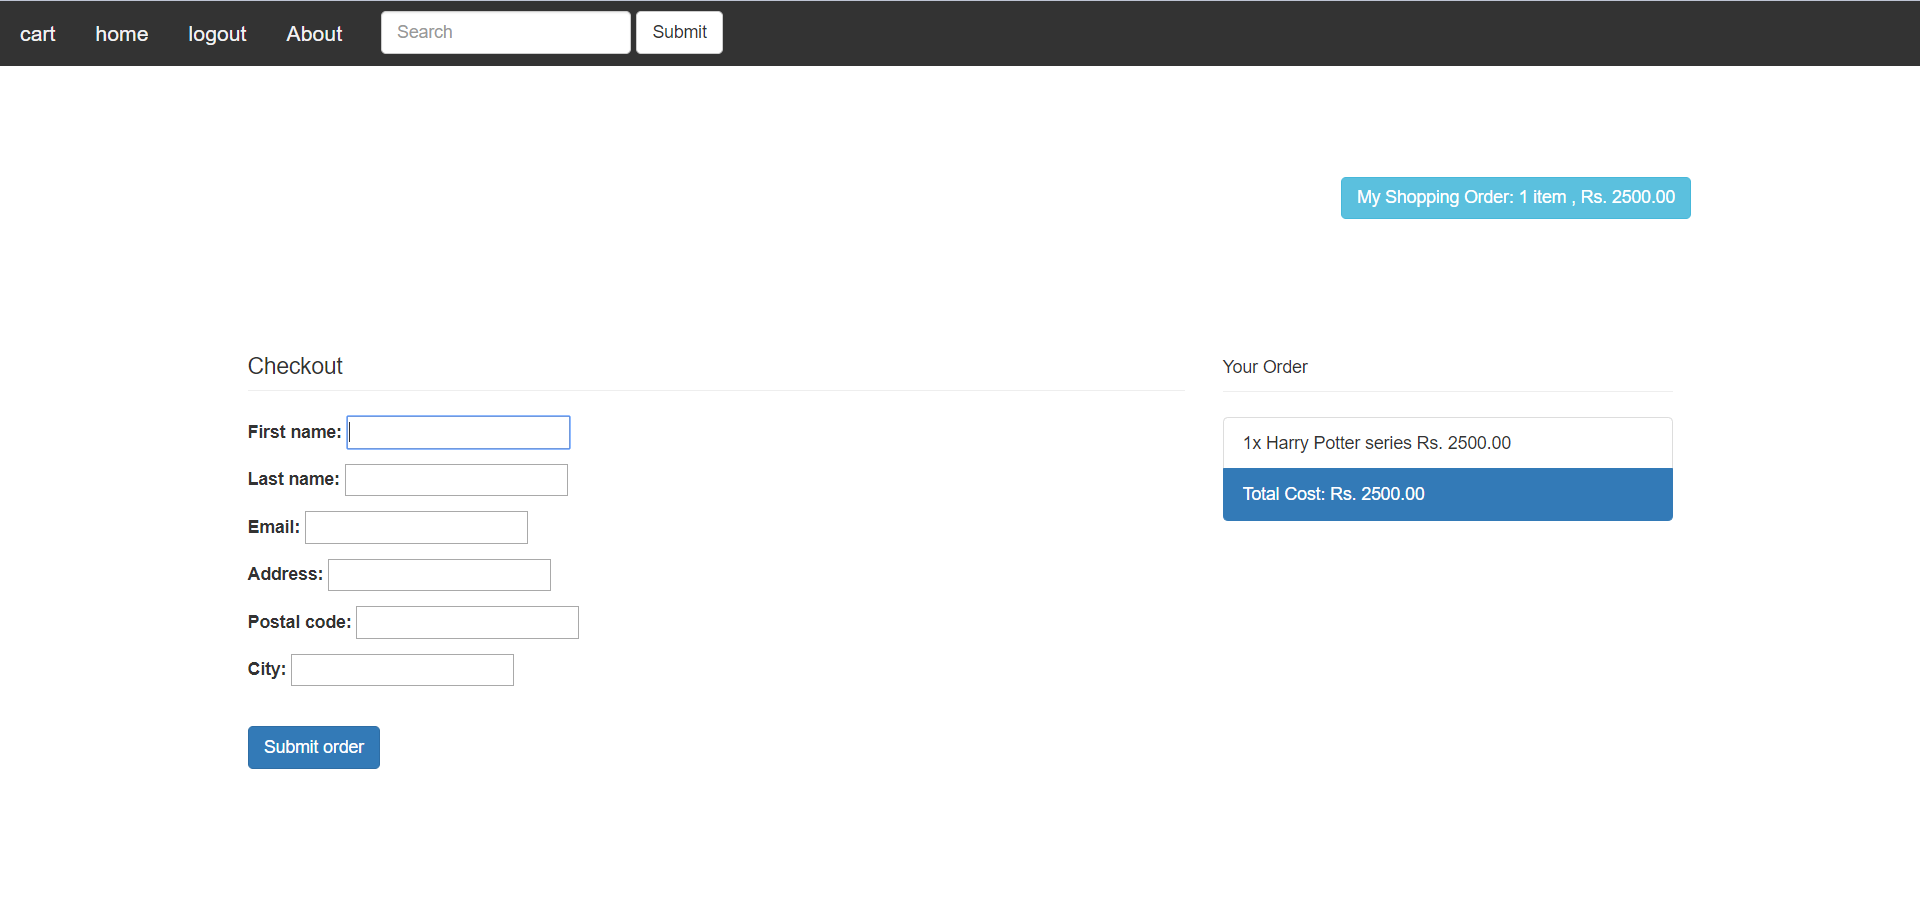 cart home logout About Search Submit
My Shopping Order: 1 item , Rs. 2500.00
Checkout
First name:
Last name:
Email:
Address:
Postal code:
City:
Submit order
Your Order
1x Harry Potter series Rs. 2500.00
Total Cost: Rs. 2500.00